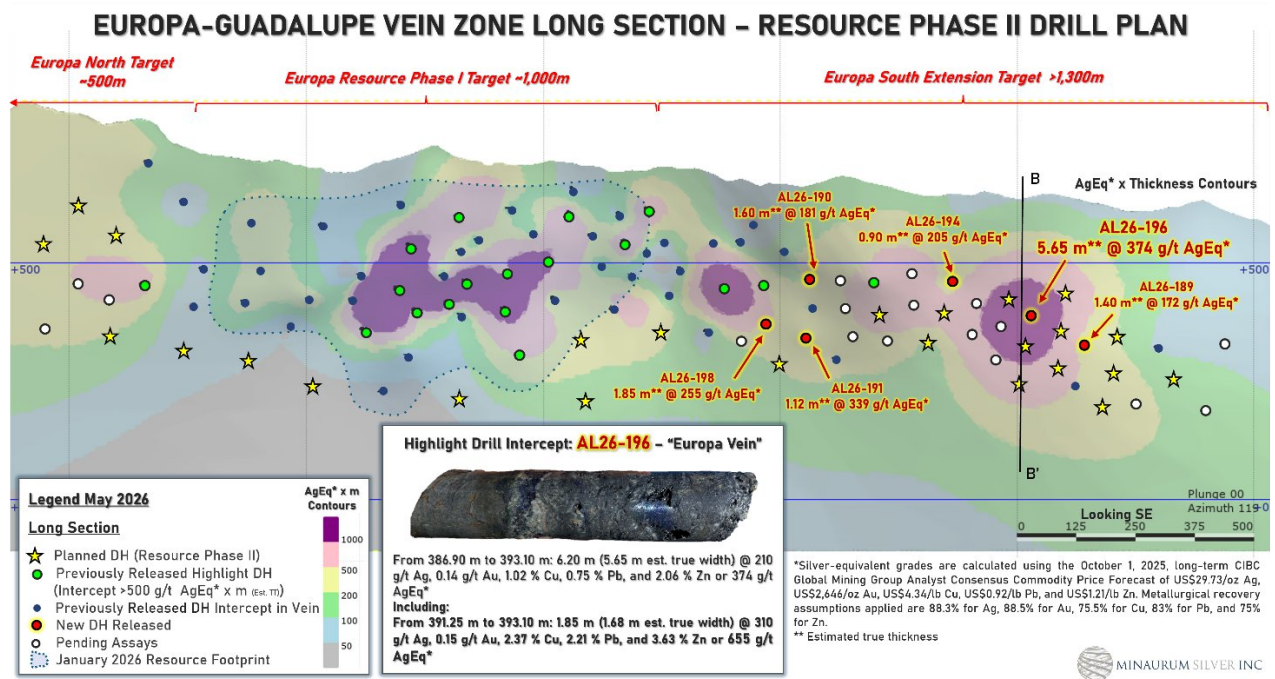 EUROPA-GUADALUPE VEIN ZONE LONG SECTION – RESOURCE PHASE II DRILL PLAN
Europa North Target
~500m
Europa Resource Phase I Target ~1,000m
Europa South Extension Target >1,300m
B
AgEq* x Thickness Contours
AL26-190
1.60 m** @ 181 g/t AgEq*
AL26-194
0.90 m** @ 205 g/t AgEq*
AL26-196
5.65 m** @ 374 g/t AgEq*
+500
+500
AL26-189
1.40 m** @ 172 g/t AgEq*
AL26-198
1.85 m** @ 255 g/t AgEq*
AL26-191
1.12 m** @ 339 g/t AgEq*
B'
Highlight Drill Intercept: AL26-196 – "Europa Vein"
From 386.90 m to 393.10 m: 6.20 m (5.65 m est. true width) @ 210
g/t Ag, 0.14 g/t Au, 1.02 % Cu, 0.75 % Pb, and 2.06 % Zn or 374 g/t
AgEq*
Including:
From 391.25 m to 393.10 m: 1.85 m (1.68 m est. true width) @ 310
g/t Ag, 0.15 g/t Au, 2.37 % Cu, 2.21 % Pb, and 3.63 % Zn or 655 g/t
AgEq*
Legend May 2026
Long Section
Planned DH (Resource Phase II)
Previously Released Highlight DH
(Intercept >500 g/t AgEq* x m (Est. TT)
Previously Released DH Intercept in Vein
New DH Released
Pending Assays
January 2026 Resource Footprint
AgEq* x m
Contours
1000
500
200
100
50
Plunge 00
Azimuth 119
Looking SE
0 125 250 375 500
*Silver-equivalent grades are calculated using the October 1, 2025, long-term CIBC
Global Mining Group Analyst Consensus Commodity Price Forecast of US$29.73/oz Ag,
US$2,646/oz Au, US$4.34/lb Cu, US$0.92/lb Pb, and US$1.21/lb Zn. Metallurgical recovery
assumptions applied are 88.3% for Ag, 88.5% for Au, 75.5% for Cu, 83% for Pb, and 75%
for Zn.
** Estimated true thickness
MINAURUM SILVER INC